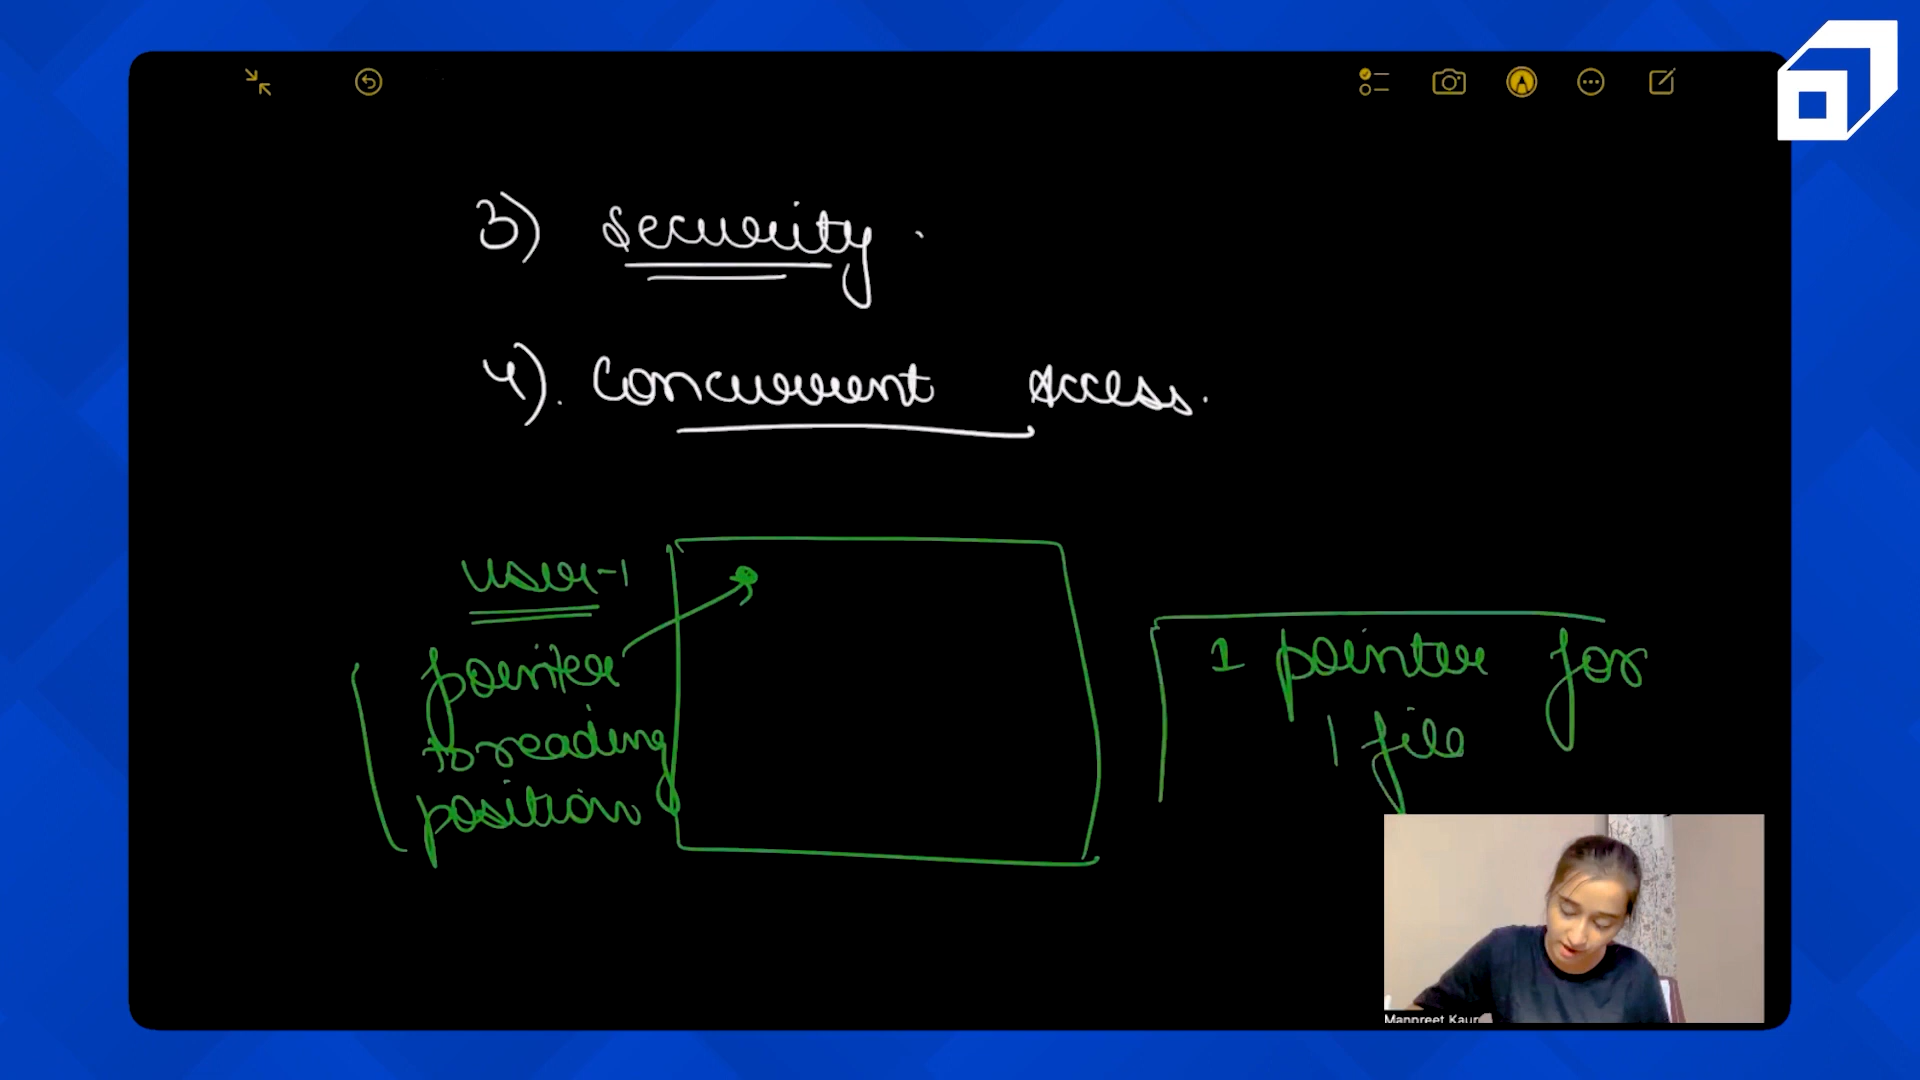 3) Security.
4). Concurrent Access.
User-1
pointer
to reading
position
1 pointer for
1 file
Manpreet Kaur